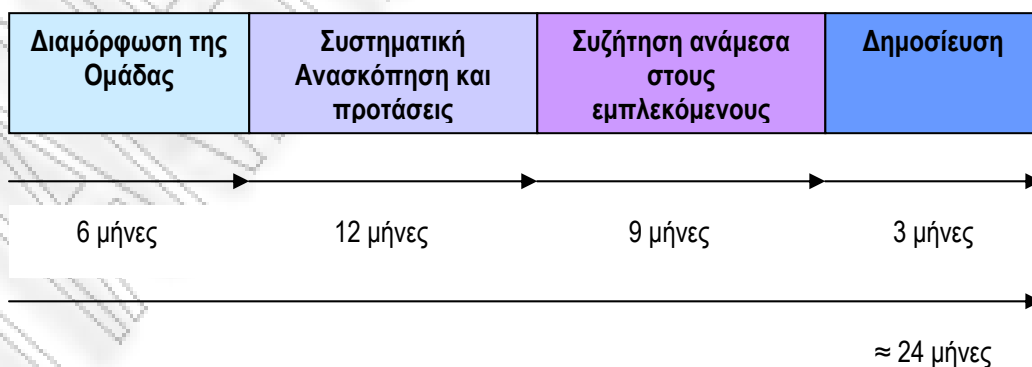 Διαμόρφωση της
Ομάδας
Συστηματική
Ανασκόπηση και
προτάσεις
Συζήτηση ανάμεσα
στους
εμπλεκόμενους
Δημοσίευση
6 μήνες
12 μήνες
9 μήνες
3 μήνες
≈ 24 μήνες